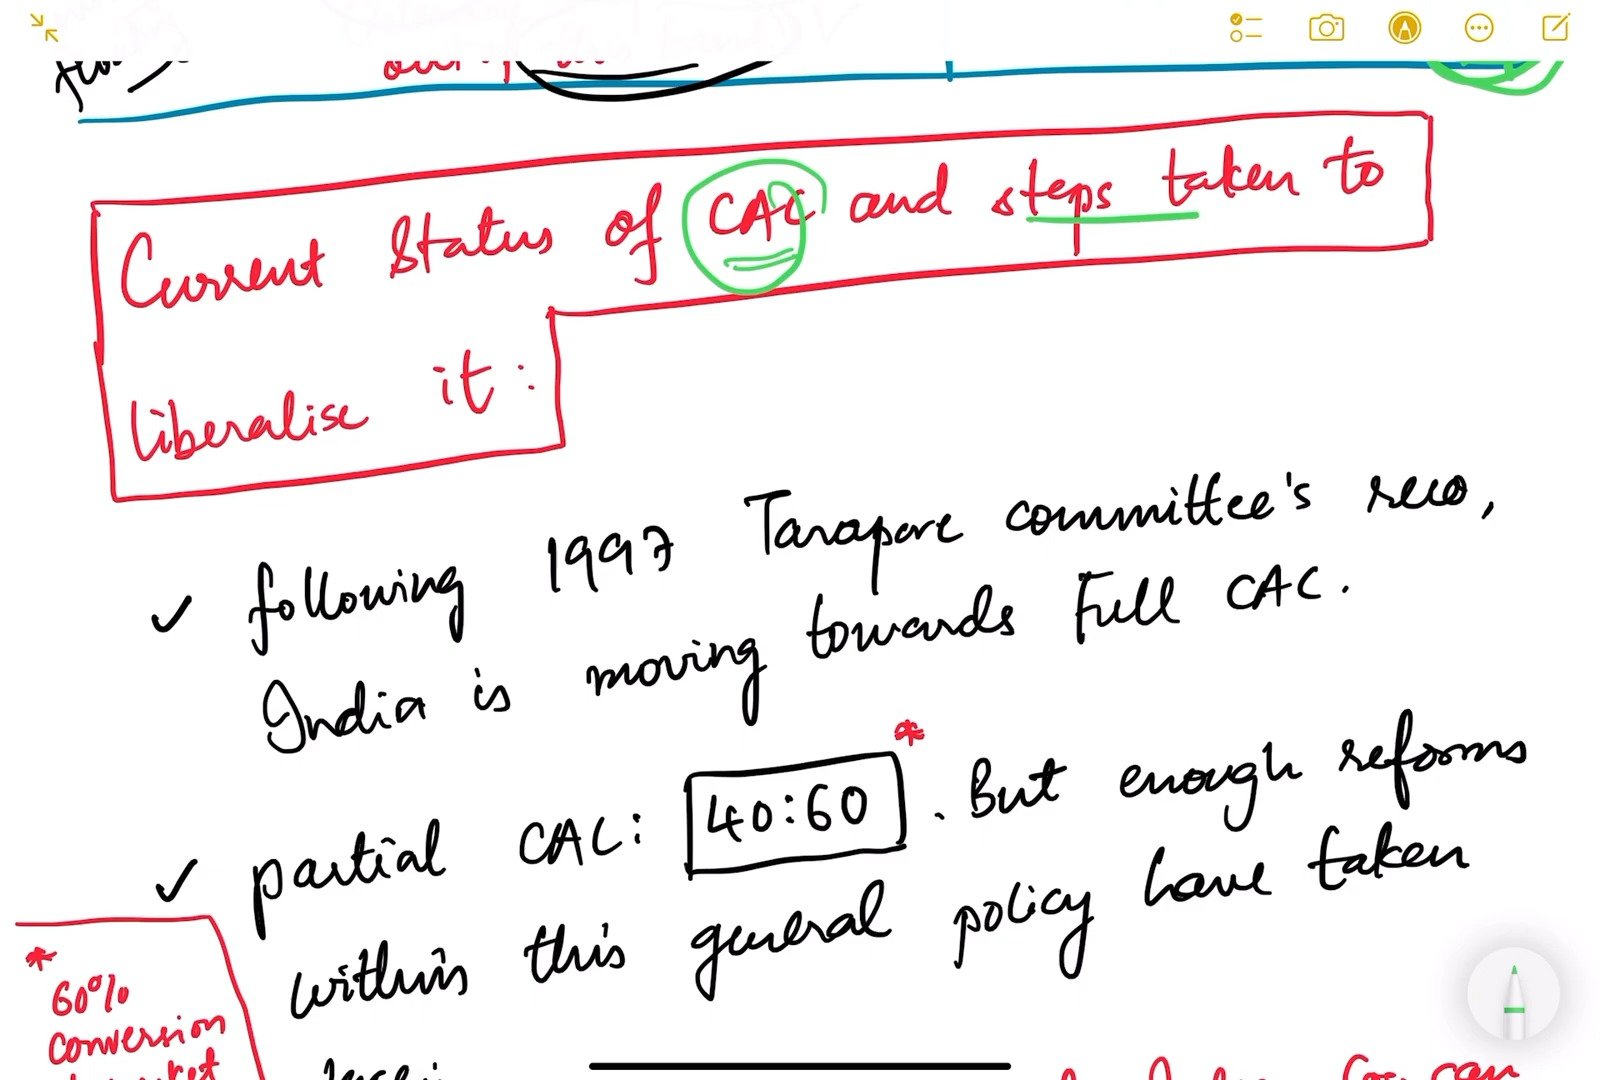 Current Status of CAC and steps taken to
liberalise it:
✓ following 1997 Tarapore committee's reco,
India is moving towards Full CAC.
✓ partial CAC: 40:60 * . But enough reforms
within this general policy have taken
*
60%
conversion